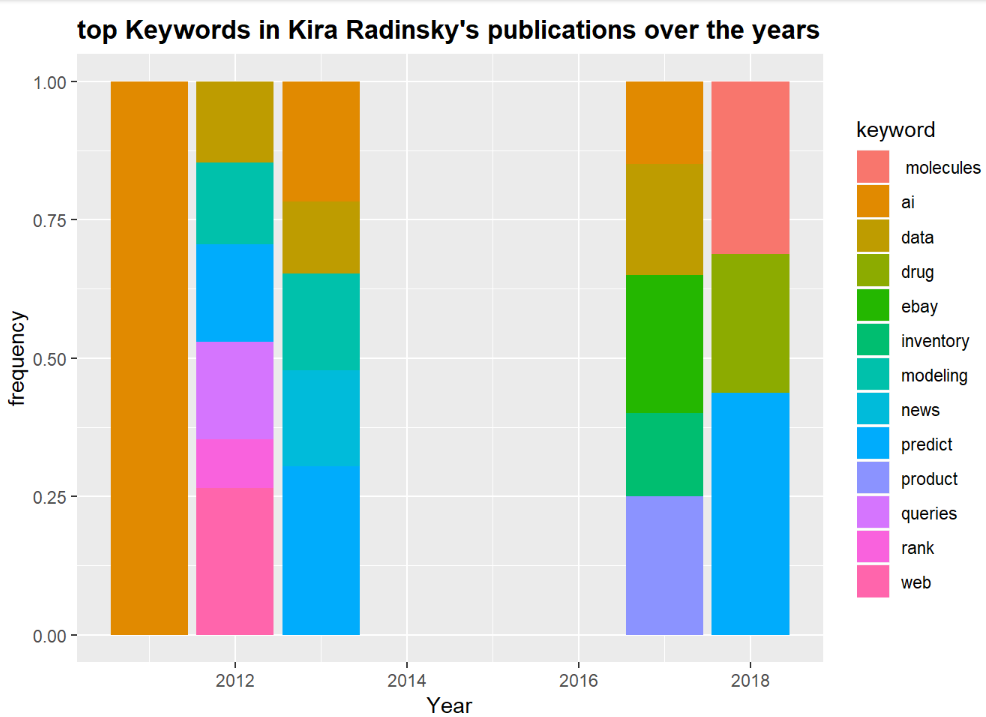 top Keywords in Kira Radinsky's publications over the years
1.00
0.75
0.50
0.25
0.00
frequency
2012
2014
2016
2018
Year
keyword
molecules
ai
data
drug
ebay
inventory
modeling
news
predict
product
queries
rank
web